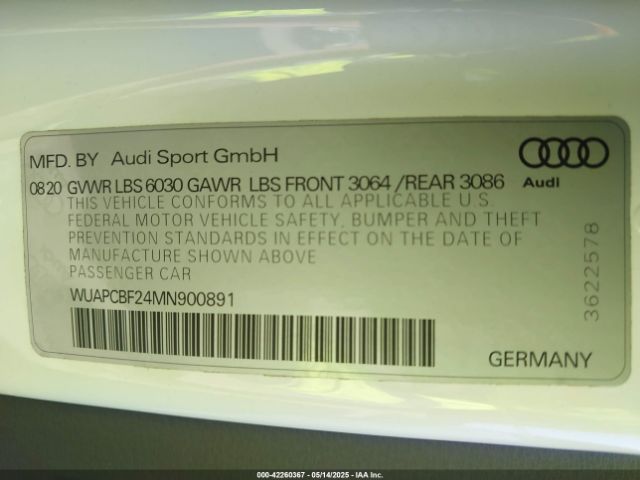 MFD. BY Audi Sport GmbH
Audi
0820 GVWR LBS 6030 GAWR LBS FRONT 3064 /REAR 3086
THIS VEHICLE CONFORMS TO ALL APPLICABLE U S
FEDERAL MOTOR VEHICLE SAFETY, BUMPER AND THEFT
PREVENTION STANDARDS IN EFFECT ON THE DATE OF
MANUFACTURE SHOWN ABOVE
PASSENGER CAR
WUAPCBF24MN900891
3622578
GERMANY
000-42260367 - 05/14/2025 - IAA Inc.